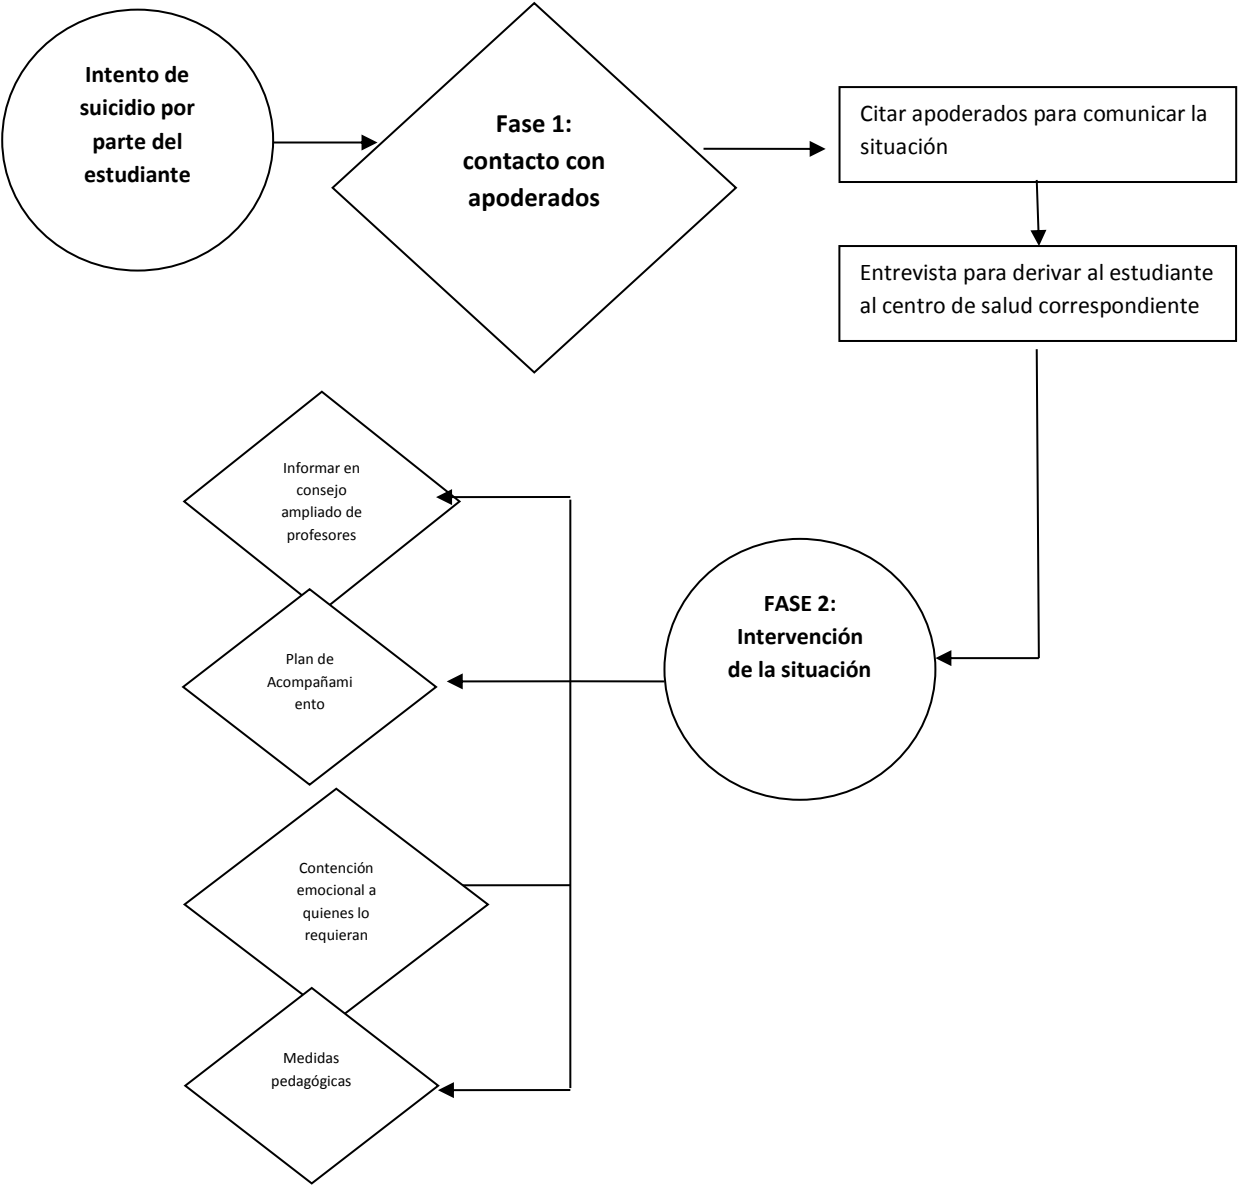 Intento de
suicidio por
parte del
estudiante
Fase 1:
contacto con
apoderados
Citar apoderados para comunicar la
situación
Entrevista para derivar al estudiante
al centro de salud correspondiente
FASE 2:
Intervención
de la situación
Informar en
consejo
ampliado de
profesores
Plan de
Acompañami
ento
Contención
emocional a
quienes lo
requieran
Medidas
pedagógicas